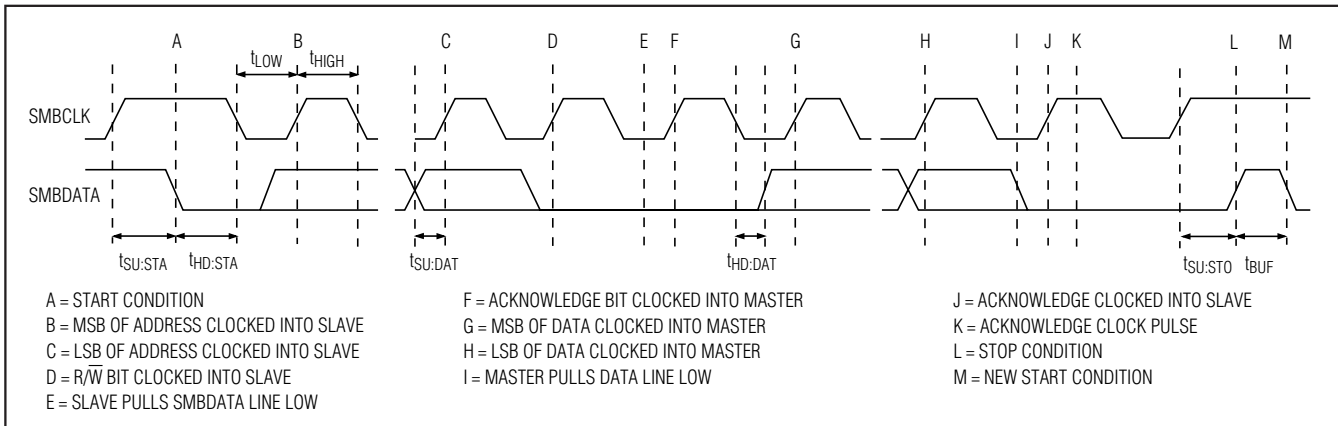 A B C D E F G H I J K L M
tLOW tHIGH
SMBCLK
SMBDATA
tSU:STA tHD:STA tSU:DAT tHD:DAT tSU:STO tBUF
A = START CONDITION
B = MSB OF ADDRESS CLOCKED INTO SLAVE
C = LSB OF ADDRESS CLOCKED INTO SLAVE
D = R/W̅ BIT CLOCKED INTO SLAVE
E = SLAVE PULLS SMBDATA LINE LOW
F = ACKNOWLEDGE BIT CLOCKED INTO MASTER
G = MSB OF DATA CLOCKED INTO MASTER
H = LSB OF DATA CLOCKED INTO MASTER
I = MASTER PULLS DATA LINE LOW
J = ACKNOWLEDGE CLOCKED INTO SLAVE
K = ACKNOWLEDGE CLOCK PULSE
L = STOP CONDITION
M = NEW START CONDITION